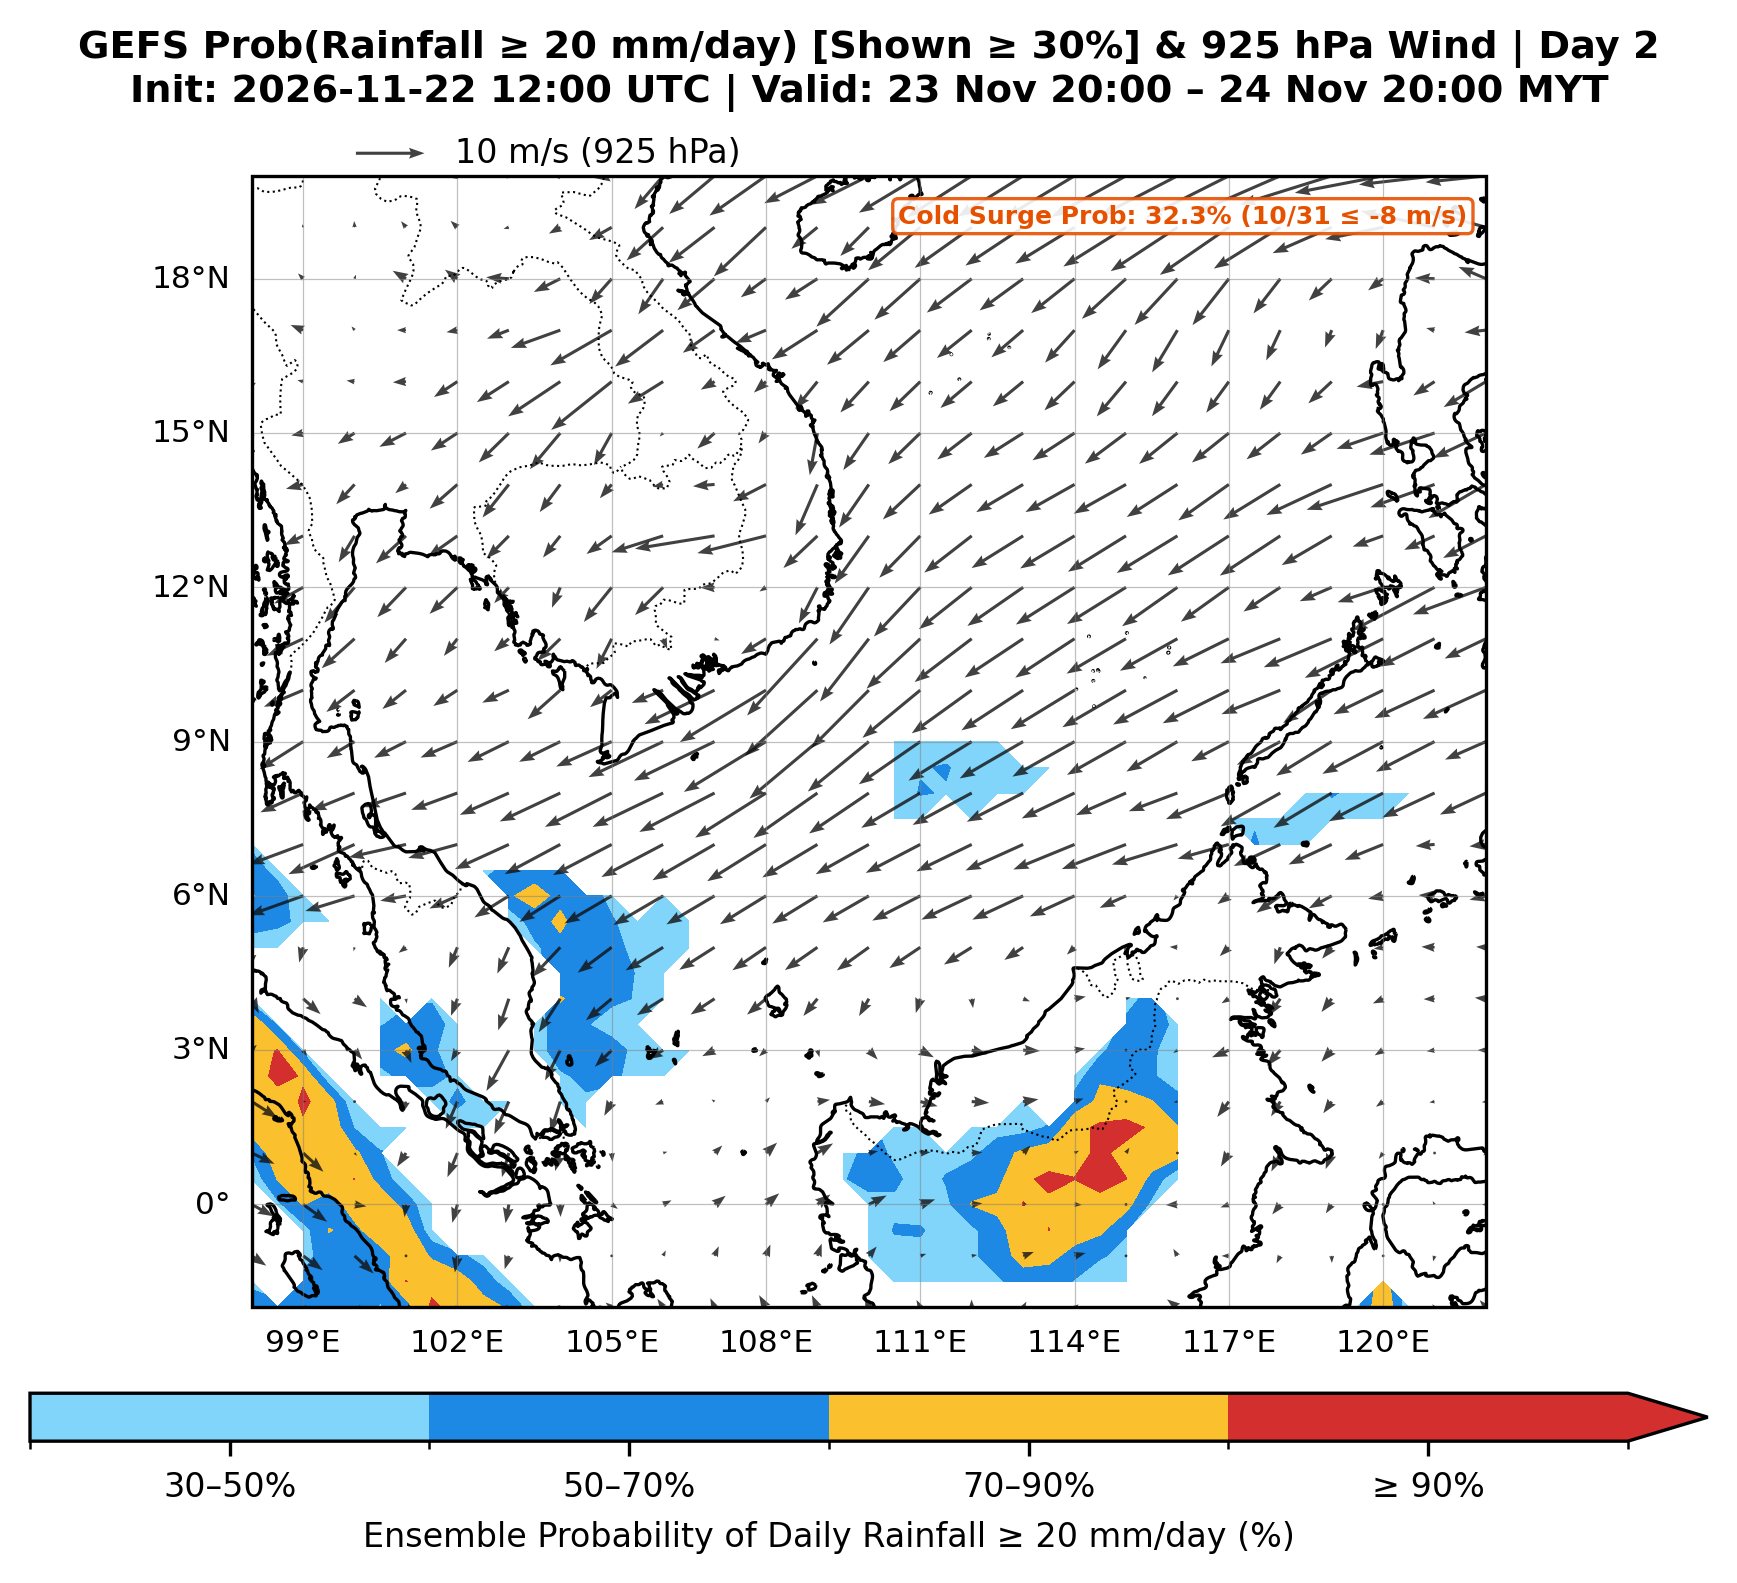 GEFS Prob(Rainfall ≥ 20 mm/day) [Shown ≥ 30%] & 925 hPa Wind | Day 2
Init: 2026-11-22 12:00 UTC | Valid: 23 Nov 20:00 – 24 Nov 20:00 MYT
10 m/s (925 hPa)
Cold Surge Prob: 32.3% (10/31 ≤ -8 m/s)
18°N
15°N
12°N
9°N
6°N
3°N
0°
99°E 102°E 105°E 108°E 111°E 114°E 117°E 120°E
30–50% 50–70% 70–90% ≥ 90%
Ensemble Probability of Daily Rainfall ≥ 20 mm/day (%)